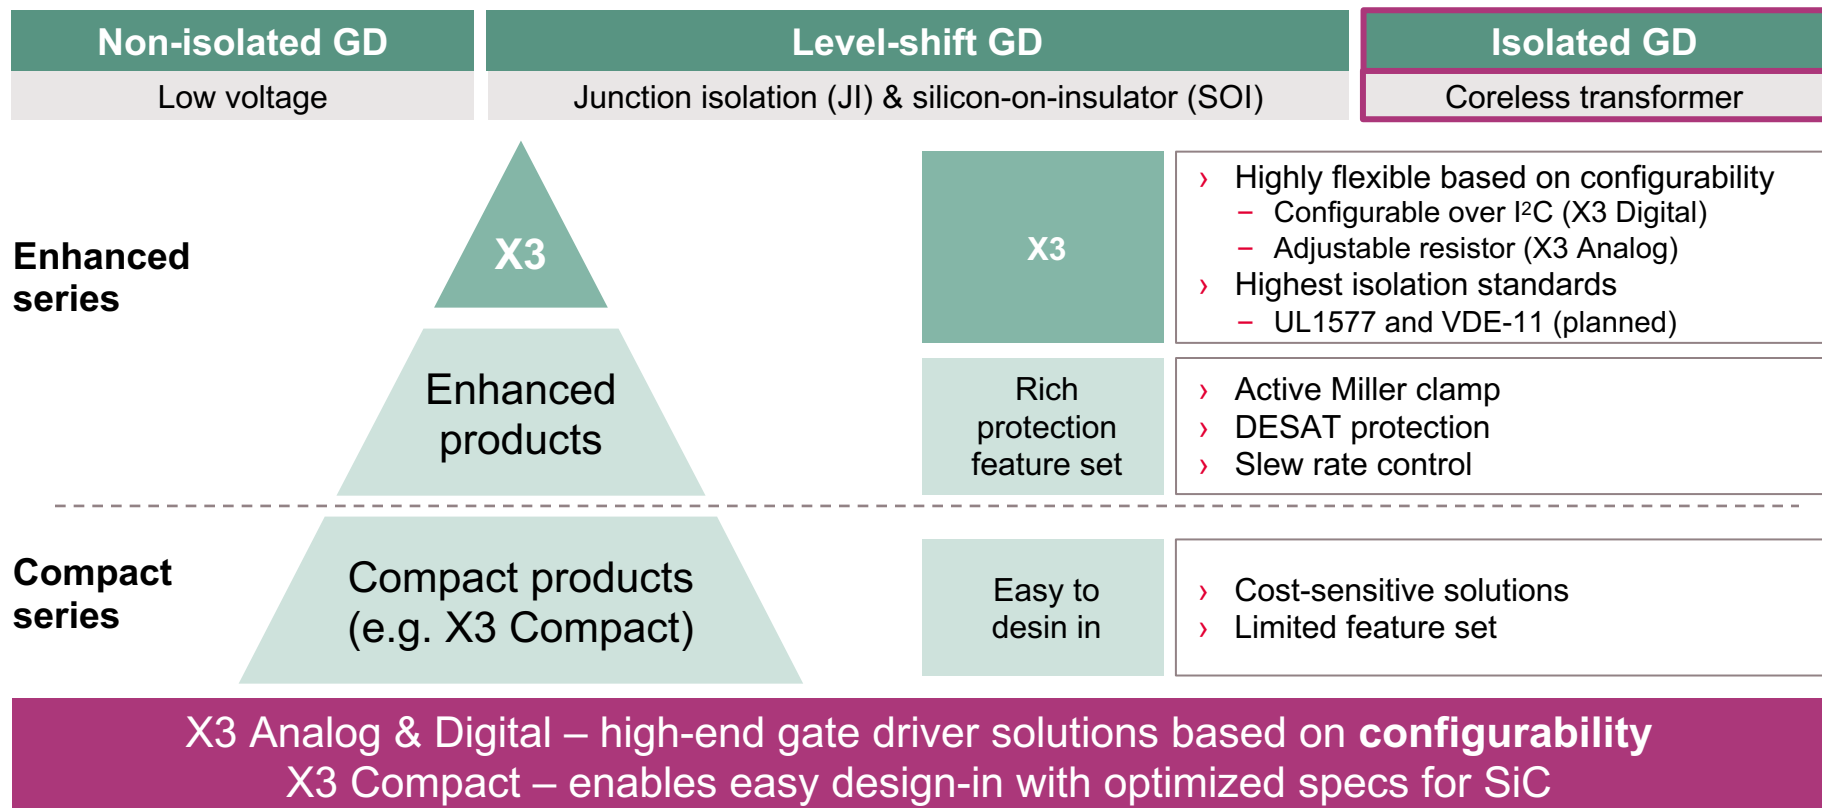 Non-isolated GD
Level-shift GD
Isolated GD
Low voltage
Junction isolation (JI) & silicon-on-insulator (SOI)
Coreless transformer
Enhanced
series
X3
X3
› Highly flexible based on configurability
– Configurable over I²C (X3 Digital)
– Adjustable resistor (X3 Analog)
› Highest isolation standards
– UL1577 and VDE-11 (planned)
Enhanced
products
Rich
protection
feature set
› Active Miller clamp
› DESAT protection
› Slew rate control
Compact
series
Compact products
(e.g. X3 Compact)
Easy to
desin in
› Cost-sensitive solutions
› Limited feature set
X3 Analog & Digital – high-end gate driver solutions based on configurability
X3 Compact – enables easy design-in with optimized specs for SiC